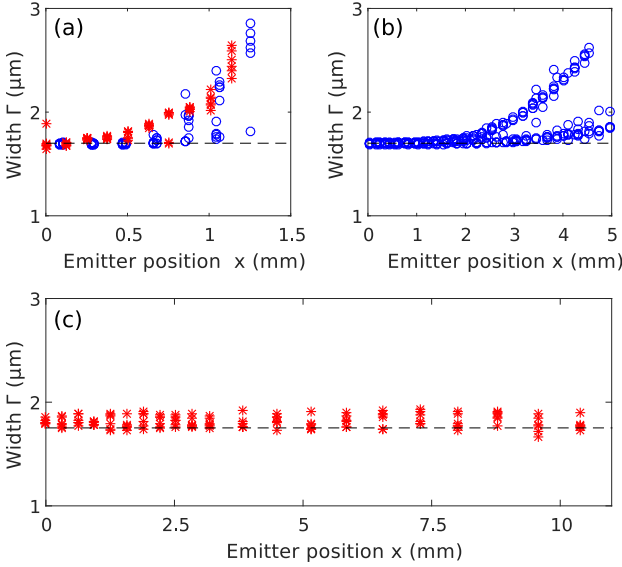 (a)
Width Γ (μm)
3
2
1
0
0.5
1
1.5
Emitter position x (mm)
(b)
Width Γ (μm)
3
2
1
0
1
2
3
4
5
Emitter position x (mm)
(c)
Width Γ (μm)
3
2
1
0
2.5
5
7.5
10
Emitter position x (mm)